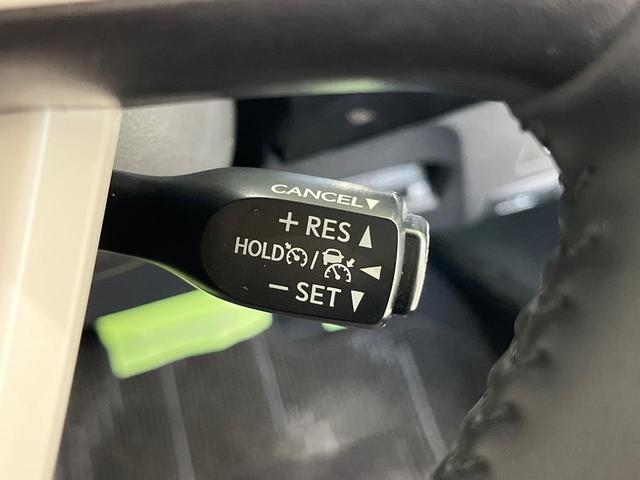 CANCEL▼
+ RES ▲
HOLD / ◀
− SET ▼